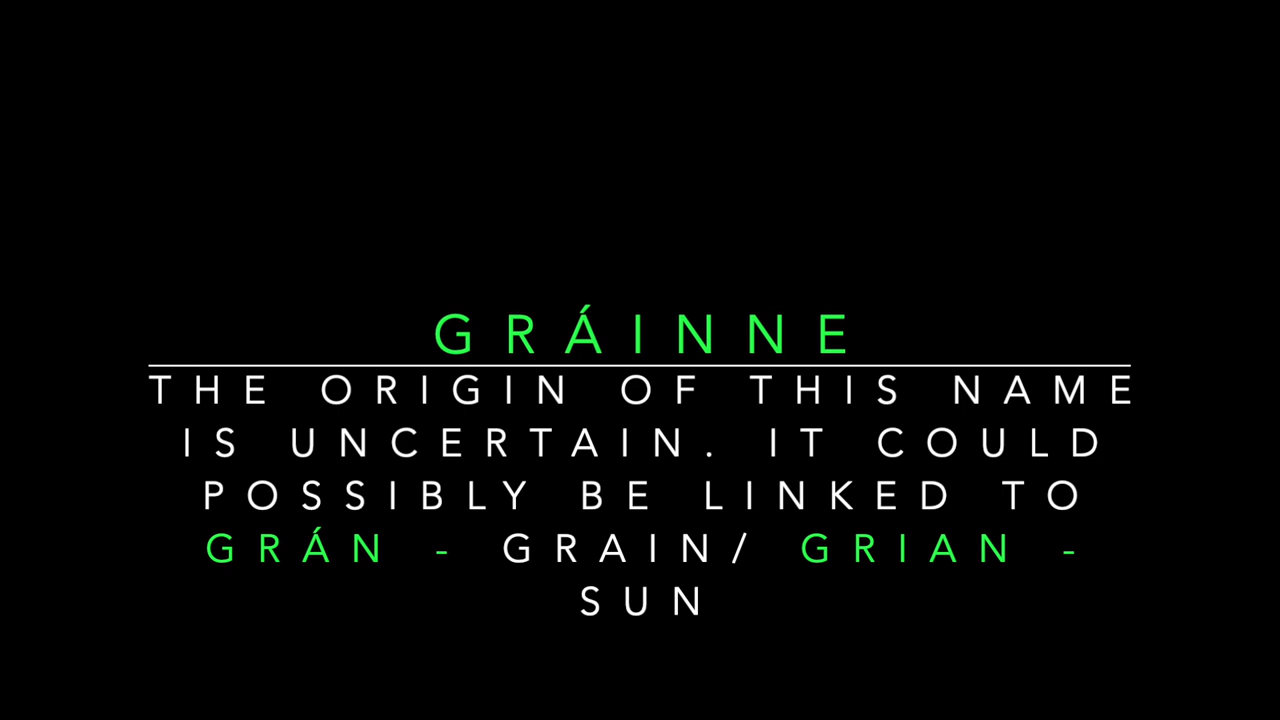 GRÁINNE
THE ORIGIN OF THIS NAME
IS UNCERTAIN. IT COULD
POSSIBLY BE LINKED TO
GRÁN - GRAIN/ GRIAN -
SUN